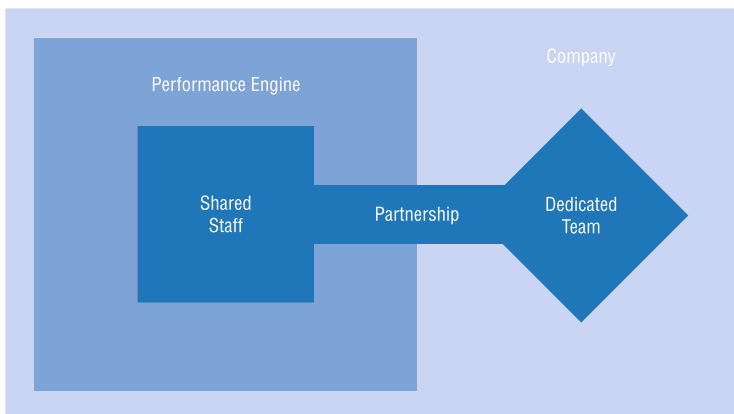 Company
Performance Engine
Shared
Staff
Partnership
Dedicated
Team